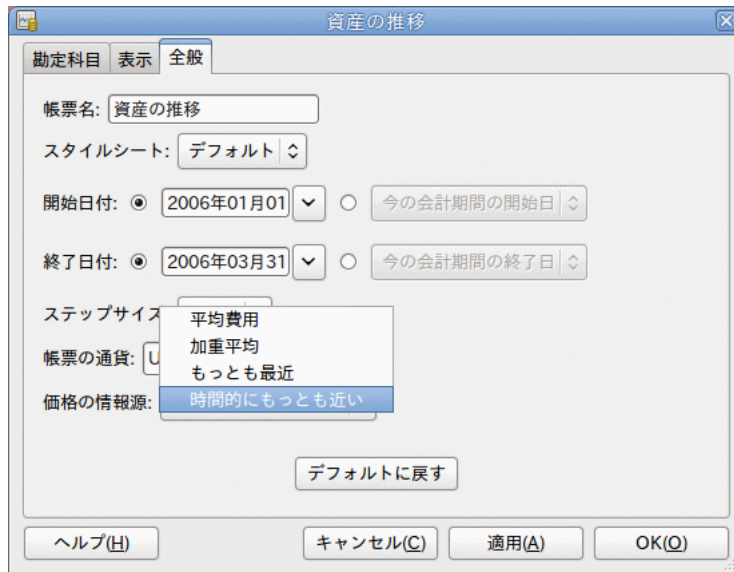 資産の推移
勘定科目 表示 全般
帳票名: 資産の推移
スタイルシート: デフォルト
開始日付: 2006年01月01 今の会計期間の開始日
終了日付: 2006年03月31 今の会計期間の終了日
ステップサイズ
平均費用
加重平均
帳票の通貨: U
もっとも最近
価格の情報源: 時間的にもっとも近い
デフォルトに戻す
ヘルプ(H) キャンセル(C) 適用(A) OK(O)